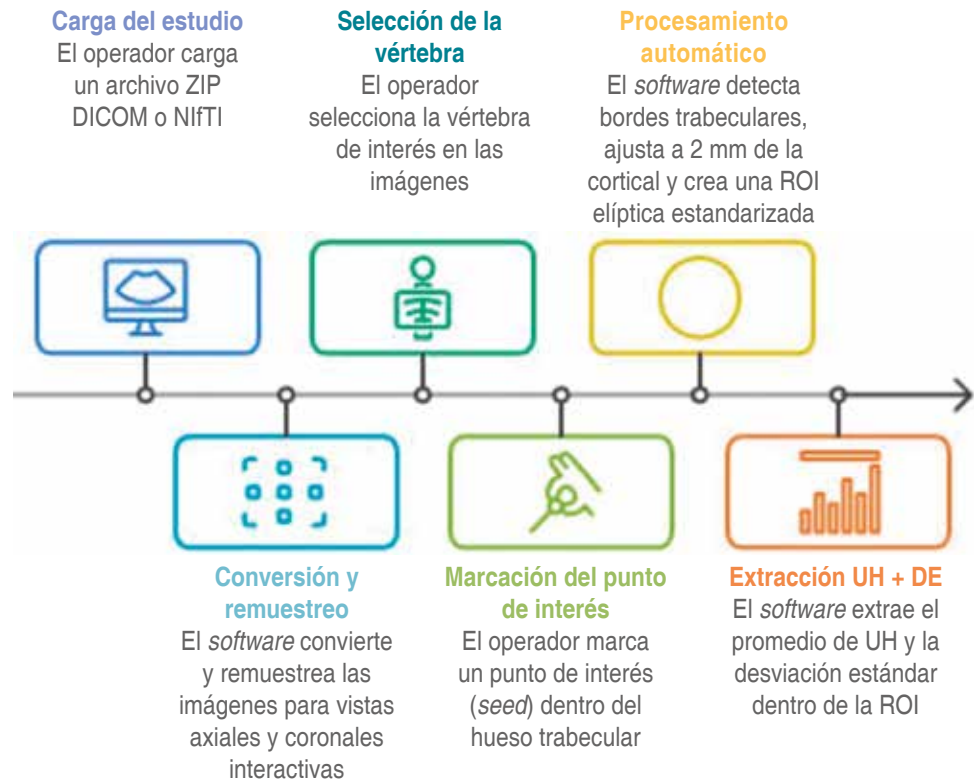 Carga del estudio
El operador carga
un archivo ZIP
DICOM o NIfTI
Selección de la
vértebra
El operador
selecciona la vértebra
de interés en las
imágenes
Procesamiento
automático
El software detecta
bordes trabeculares,
ajusta a 2 mm de la
cortical y crea una ROI
elíptica estandarizada
Conversión y
remuestreo
El software convierte
y remuestrea las
imágenes para vistas
axiales y coronales
interactivas
Marcación del punto
de interés
El operador marca
un punto de interés
(seed) dentro del
hueso trabecular
Extracción UH + DE
El software extrae el
promedio de UH y la
desviación estándar
dentro de la ROI